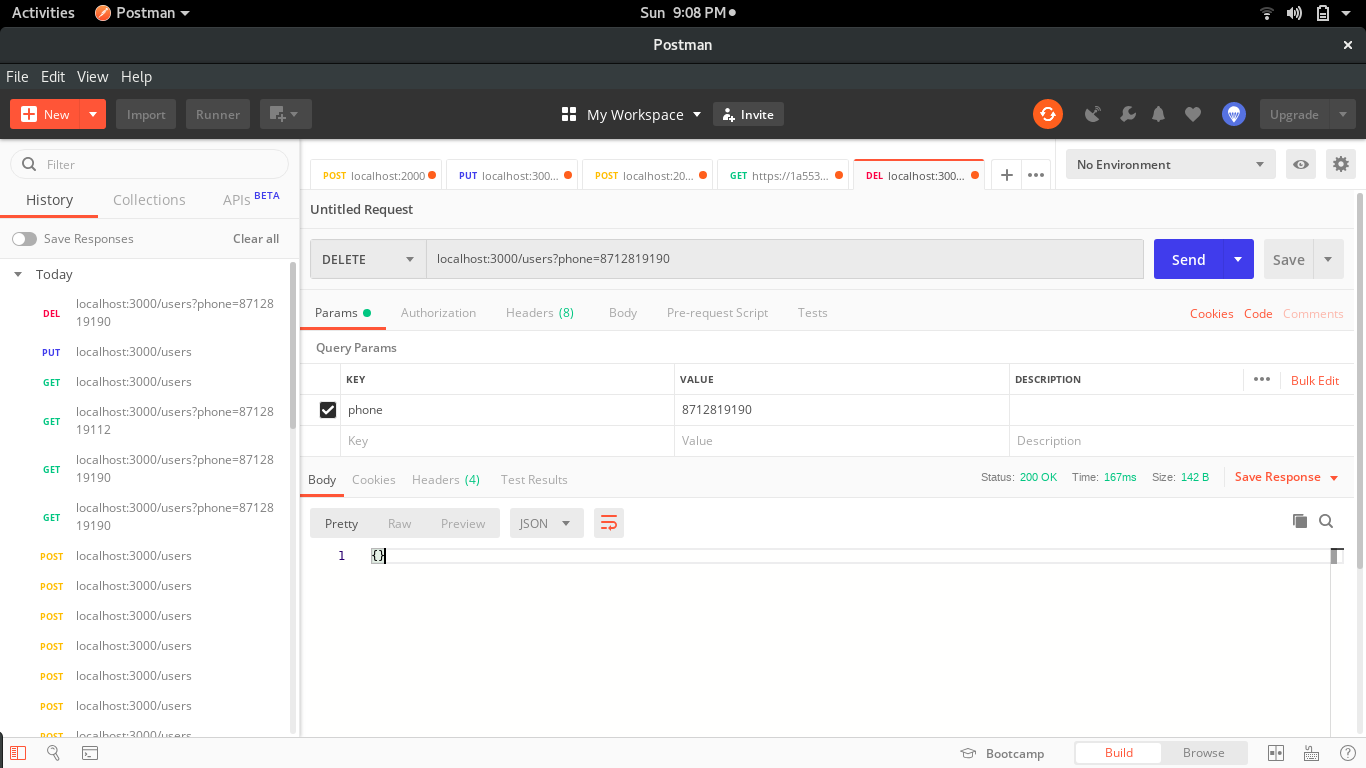 Activities Postman Sun 9:08 PM
Postman
File Edit View Help
New Import Runner My Workspace Invite Upgrade
Filter
History Collections APIs BETA
Save Responses Clear all
Today
DEL localhost:3000/users?phone=8712819190
PUT localhost:3000/users
GET localhost:3000/users
GET localhost:3000/users?phone=8712819112
GET localhost:3000/users?phone=8712819190
GET localhost:3000/users?phone=8712819190
POST localhost:3000/users
POST localhost:3000/users
POST localhost:3000/users
POST localhost:3000/users
POST localhost:3000/users
POST localhost:3000/users
POST localhost:3000/users
POST localhost:2000 PUT localhost:300... POST localhost:20... GET https://1a553... DEL localhost:300... No Environment
Untitled Request
DELETE localhost:3000/users?phone=8712819190 Send Save
Params Authorization Headers (8) Body Pre-request Script Tests Cookies Code Comments
Query Params
KEY VALUE DESCRIPTION Bulk Edit
phone 8712819190
Key Value Description
Body Cookies Headers (4) Test Results Status: 200 OK Time: 167ms Size: 142 B Save Response
Pretty Raw Preview JSON
1 {}
Bootcamp Build Browse